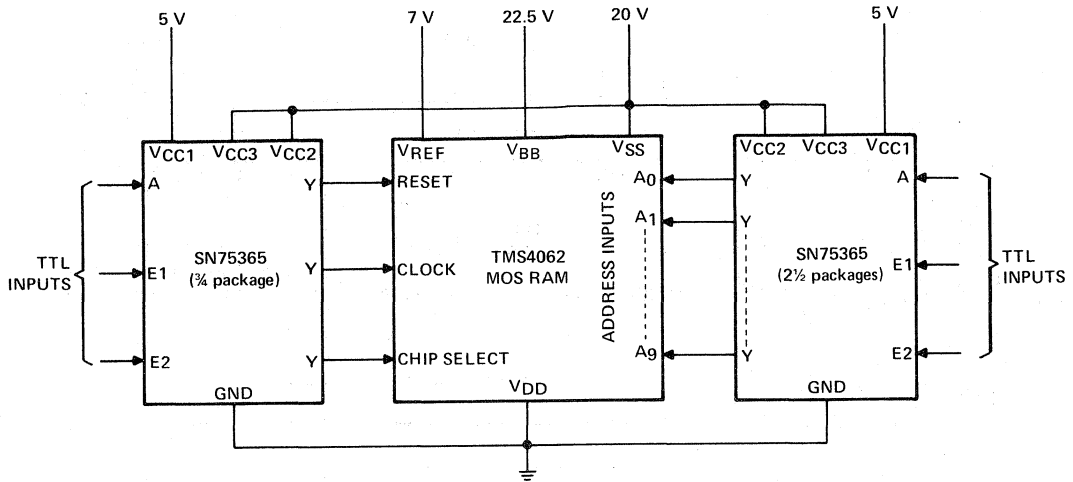 5 V
7 V
22.5 V
20 V
5 V
VCC1
VCC3
VCC2
VREF
VBB
VSS
VCC2
VCC3
VCC1
A
Y
RESET
A0
Y
A
A1
Y
TTL
INPUTS
E1
SN75365
(¾ package)
Y
CLOCK
TMS4062
MOS RAM
ADDRESS INPUTS
SN75365
(2½ packages)
E1
TTL
INPUTS
E2
Y
CHIP SELECT
A9
Y
E2
GND
VDD
GND